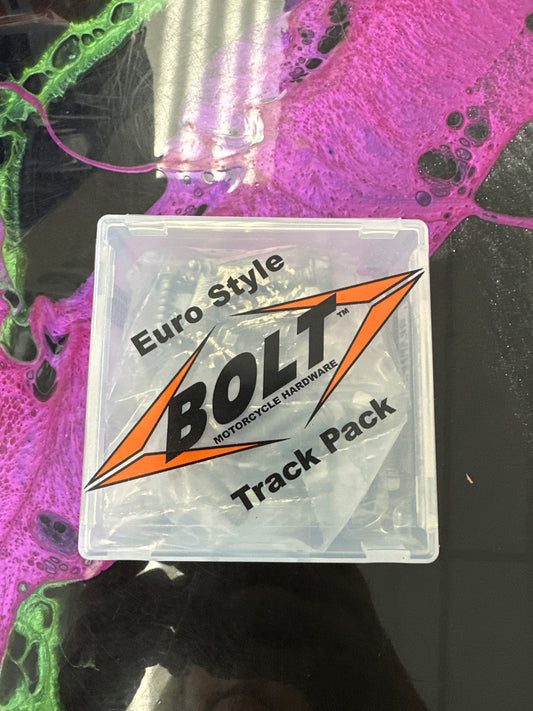 Euro Style
BOLT™
MOTORCYCLE HARDWARE
Track Pack